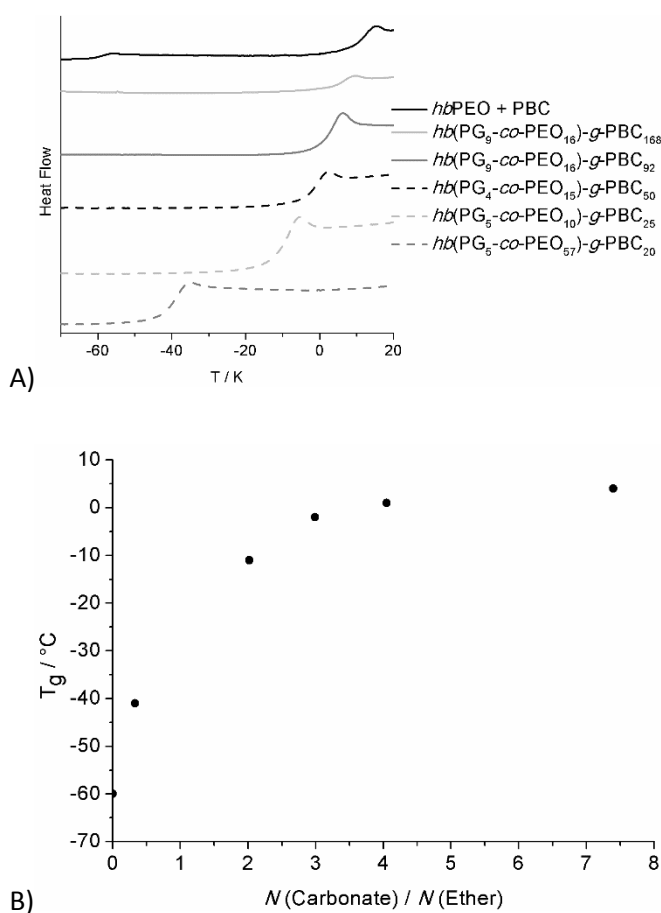 hbPEO + PBC
hb(PG9-co-PEO16)-g-PBC168
hb(PG9-co-PEO16)-g-PBC92
hb(PG4-co-PEO15)-g-PBC50
hb(PG5-co-PEO10)-g-PBC25
hb(PG5-co-PEO57)-g-PBC20
Heat Flow
-60 -40 -20 0 20
T / K
A)
10
0
-10
-20
-30
-40
-50
-60
-70
Tg / °C
0 1 2 3 4 5 6 7 8
N (Carbonate) / N (Ether)
B)